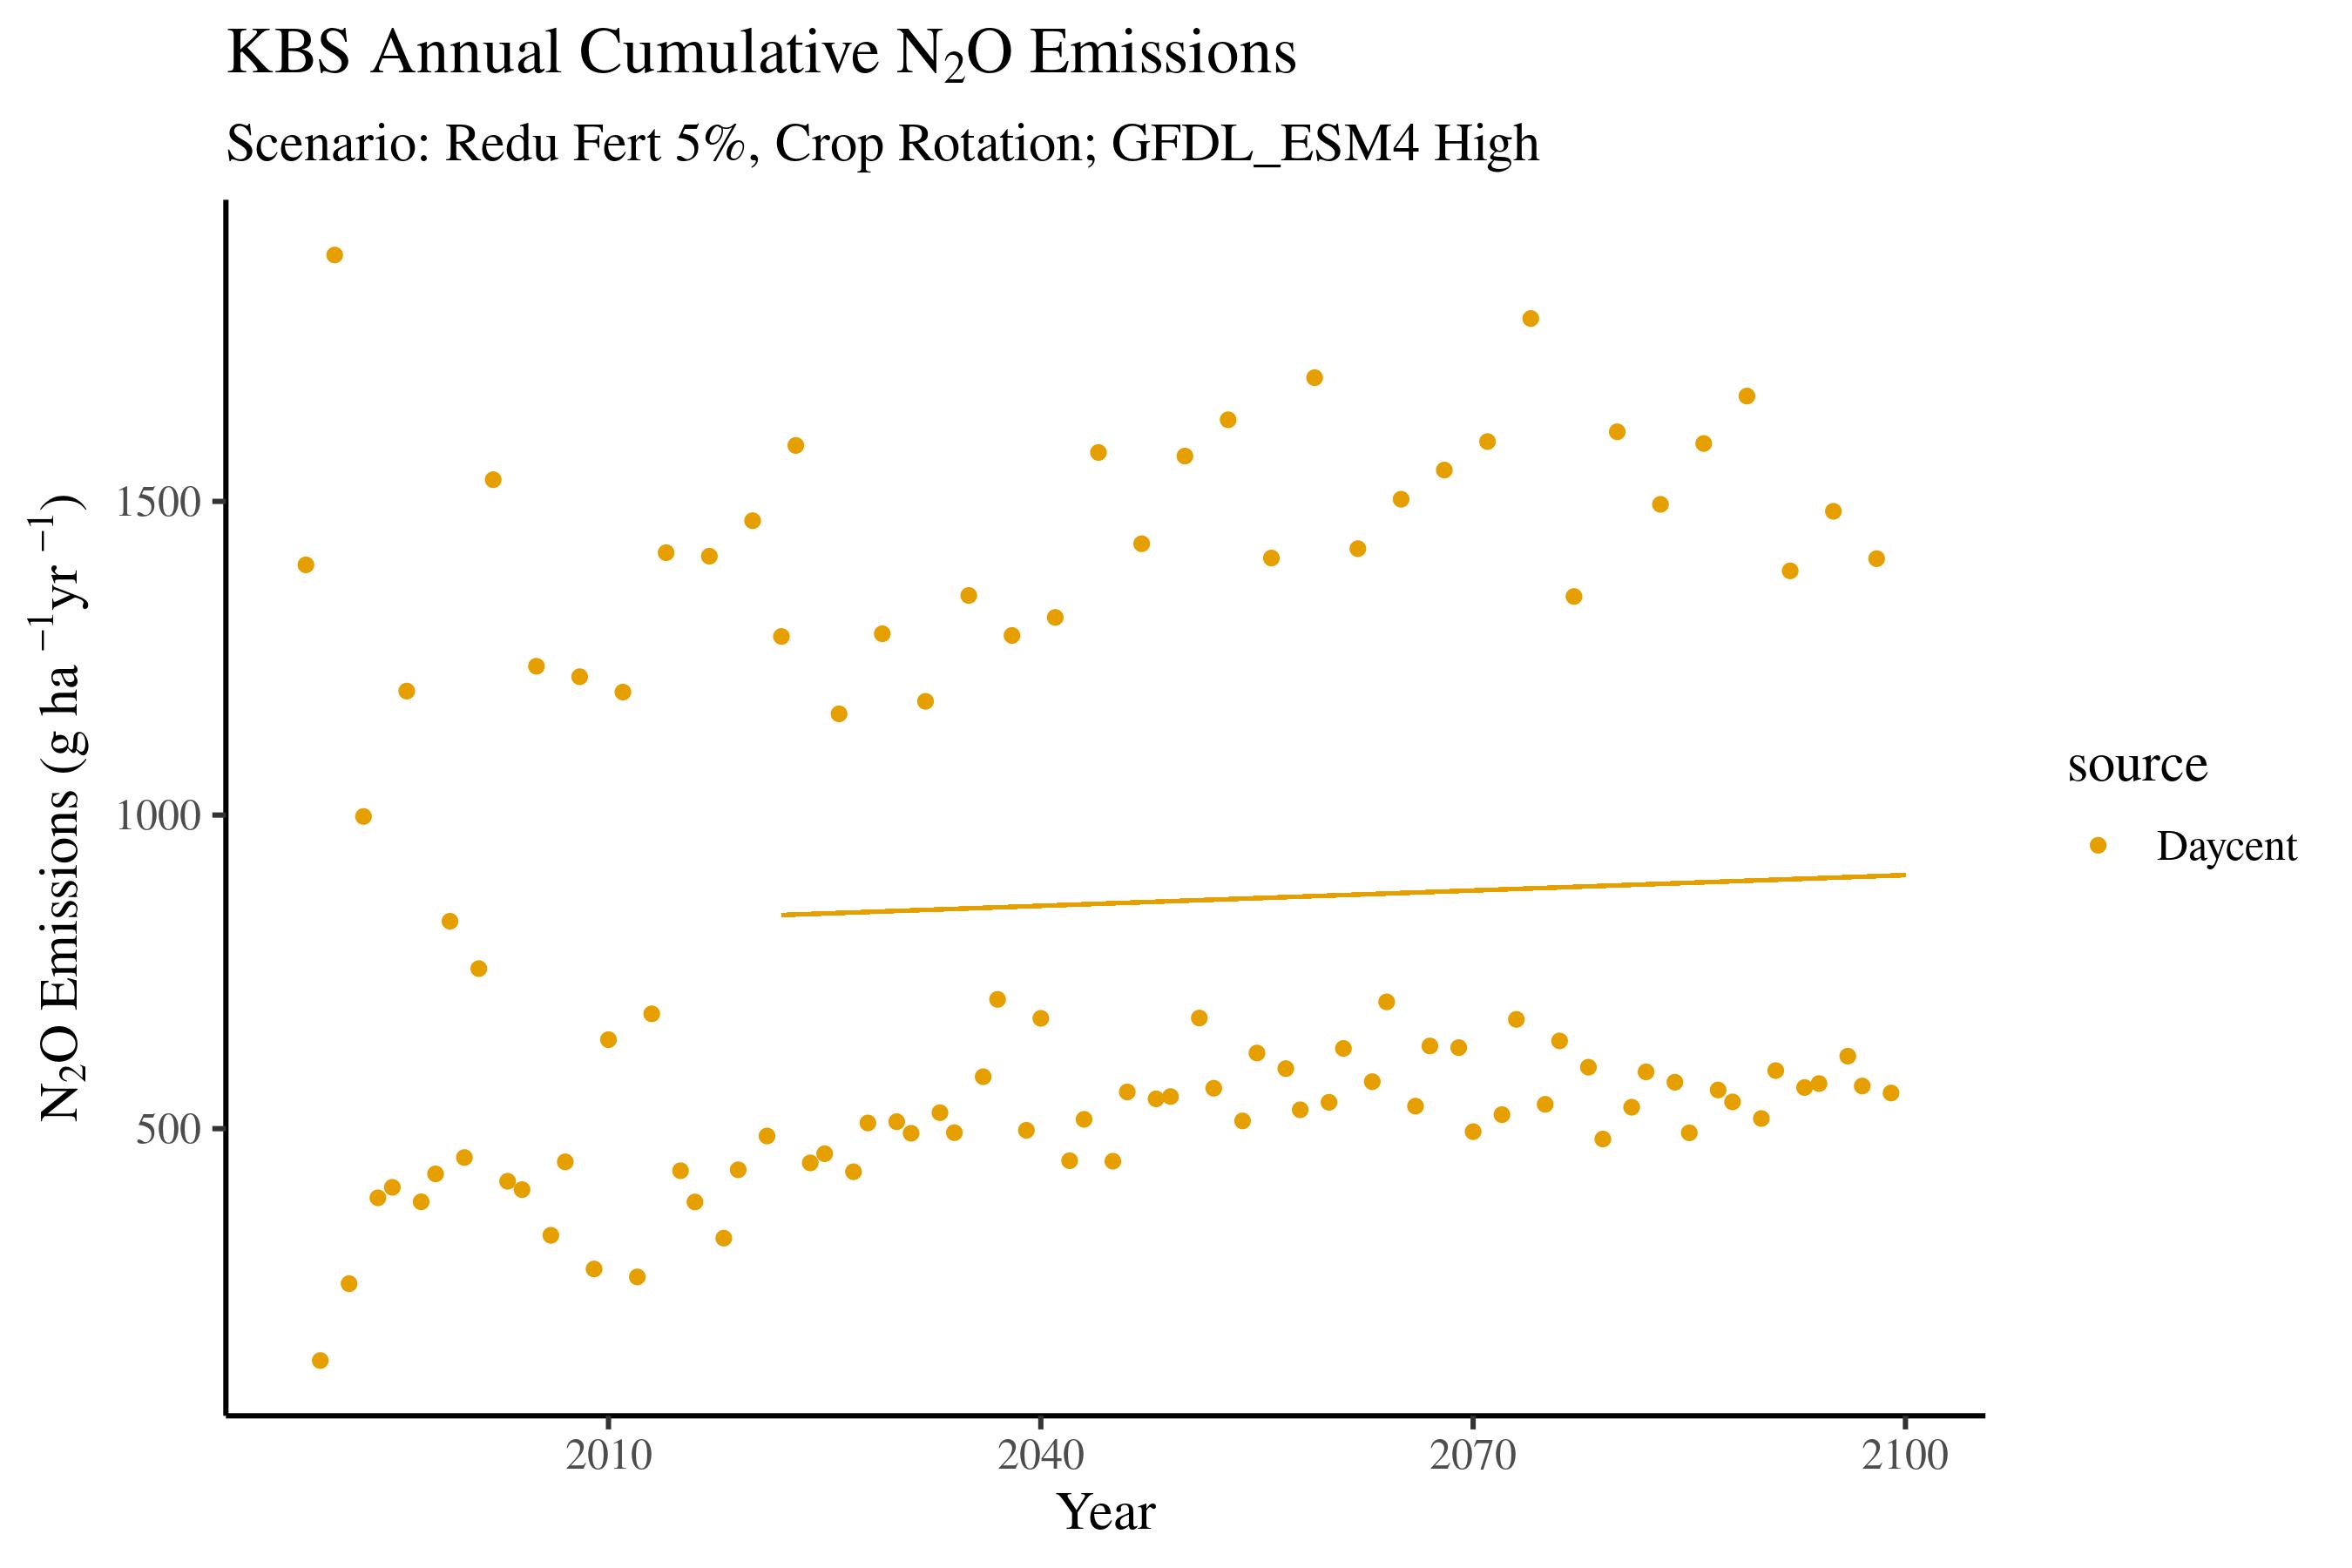 KBS Annual Cumulative N₂O Emissions
Scenario: Redu Fert 5%, Crop Rotation; GFDL_ESM4 High
N₂O Emissions (g ha⁻¹yr⁻¹)
1500
1000
500
2010
2040
2070
2100
Year
source
Daycent